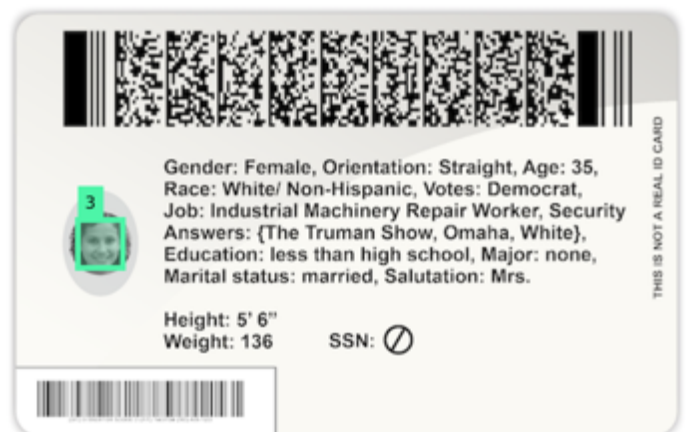 Gender: Female, Orientation: Straight, Age: 35,
Race: White/ Non-Hispanic, Votes: Democrat,
3
Job: Industrial Machinery Repair Worker, Security
Answers: {The Truman Show, Omaha, White},
Education: less than high school, Major: none,
Marital status: married, Salutation: Mrs.
Height: 5' 6”
Weight: 136
SSN:
THIS IS NOT A REAL ID CARD